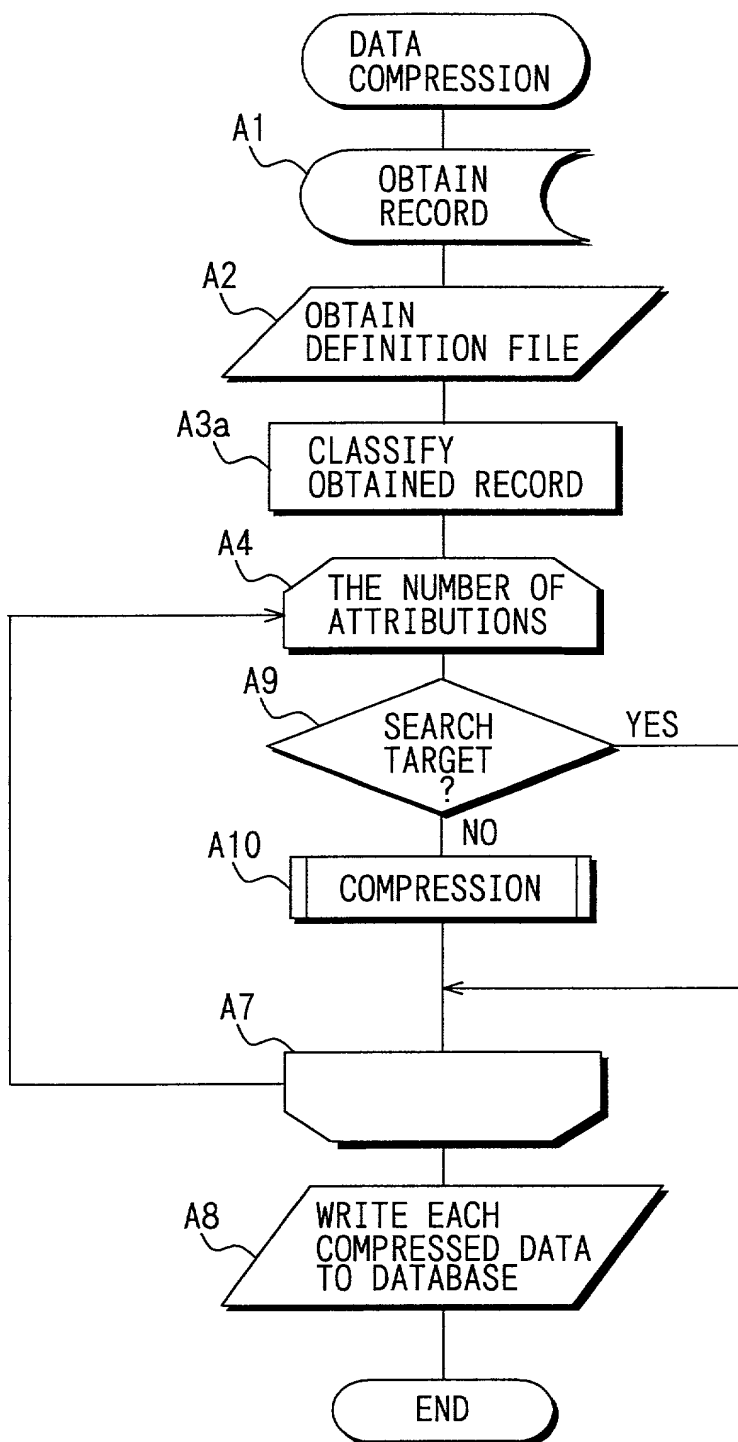 DATA
COMPRESSION
A1
OBTAIN
RECORD
A2
OBTAIN
DEFINITION FILE
A3a
CLASSIFY
OBTAINED RECORD
A4
THE NUMBER OF
ATTRIBUTIONS
A9
SEARCH
TARGET
?
YES
NO
A10
COMPRESSION
A7
A8
WRITE EACH
COMPRESSED DATA
TO DATABASE
END